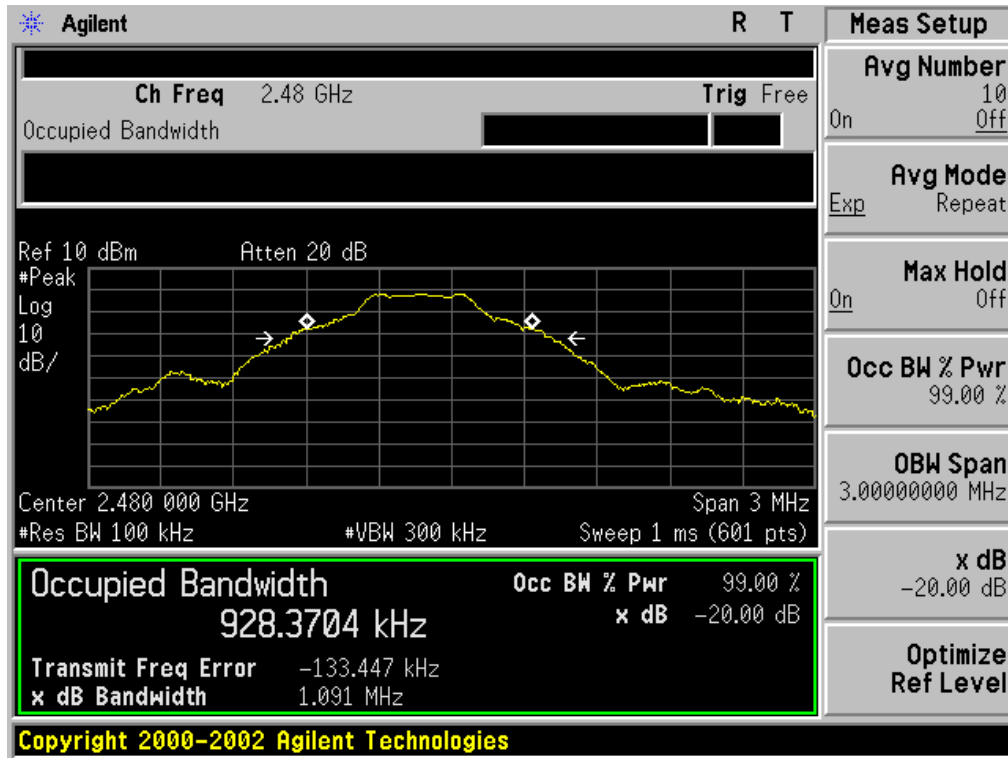 Agilent R T
Ch Freq 2.48 GHz Trig Free
Occupied Bandwidth
Ref 10 dBm Atten 20 dB
#Peak
Log
10
dB/
Center 2.480 000 GHz Span 3 MHz
#Res BW 100 kHz #VBW 300 kHz Sweep 1 ms (601 pts)
Occupied Bandwidth Occ BW % Pwr 99.00 %
928.3704 kHz x dB -20.00 dB
Transmit Freq Error -133.447 kHz
x dB Bandwidth 1.091 MHz
Copyright 2000-2002 Agilent Technologies
Meas Setup
Avg Number
10
On Off
Avg Mode
Exp Repeat
Max Hold
On Off
Occ BW % Pwr
99.00 %
OBW Span
3.00000000 MHz
x dB
-20.00 dB
Optimize
Ref Level